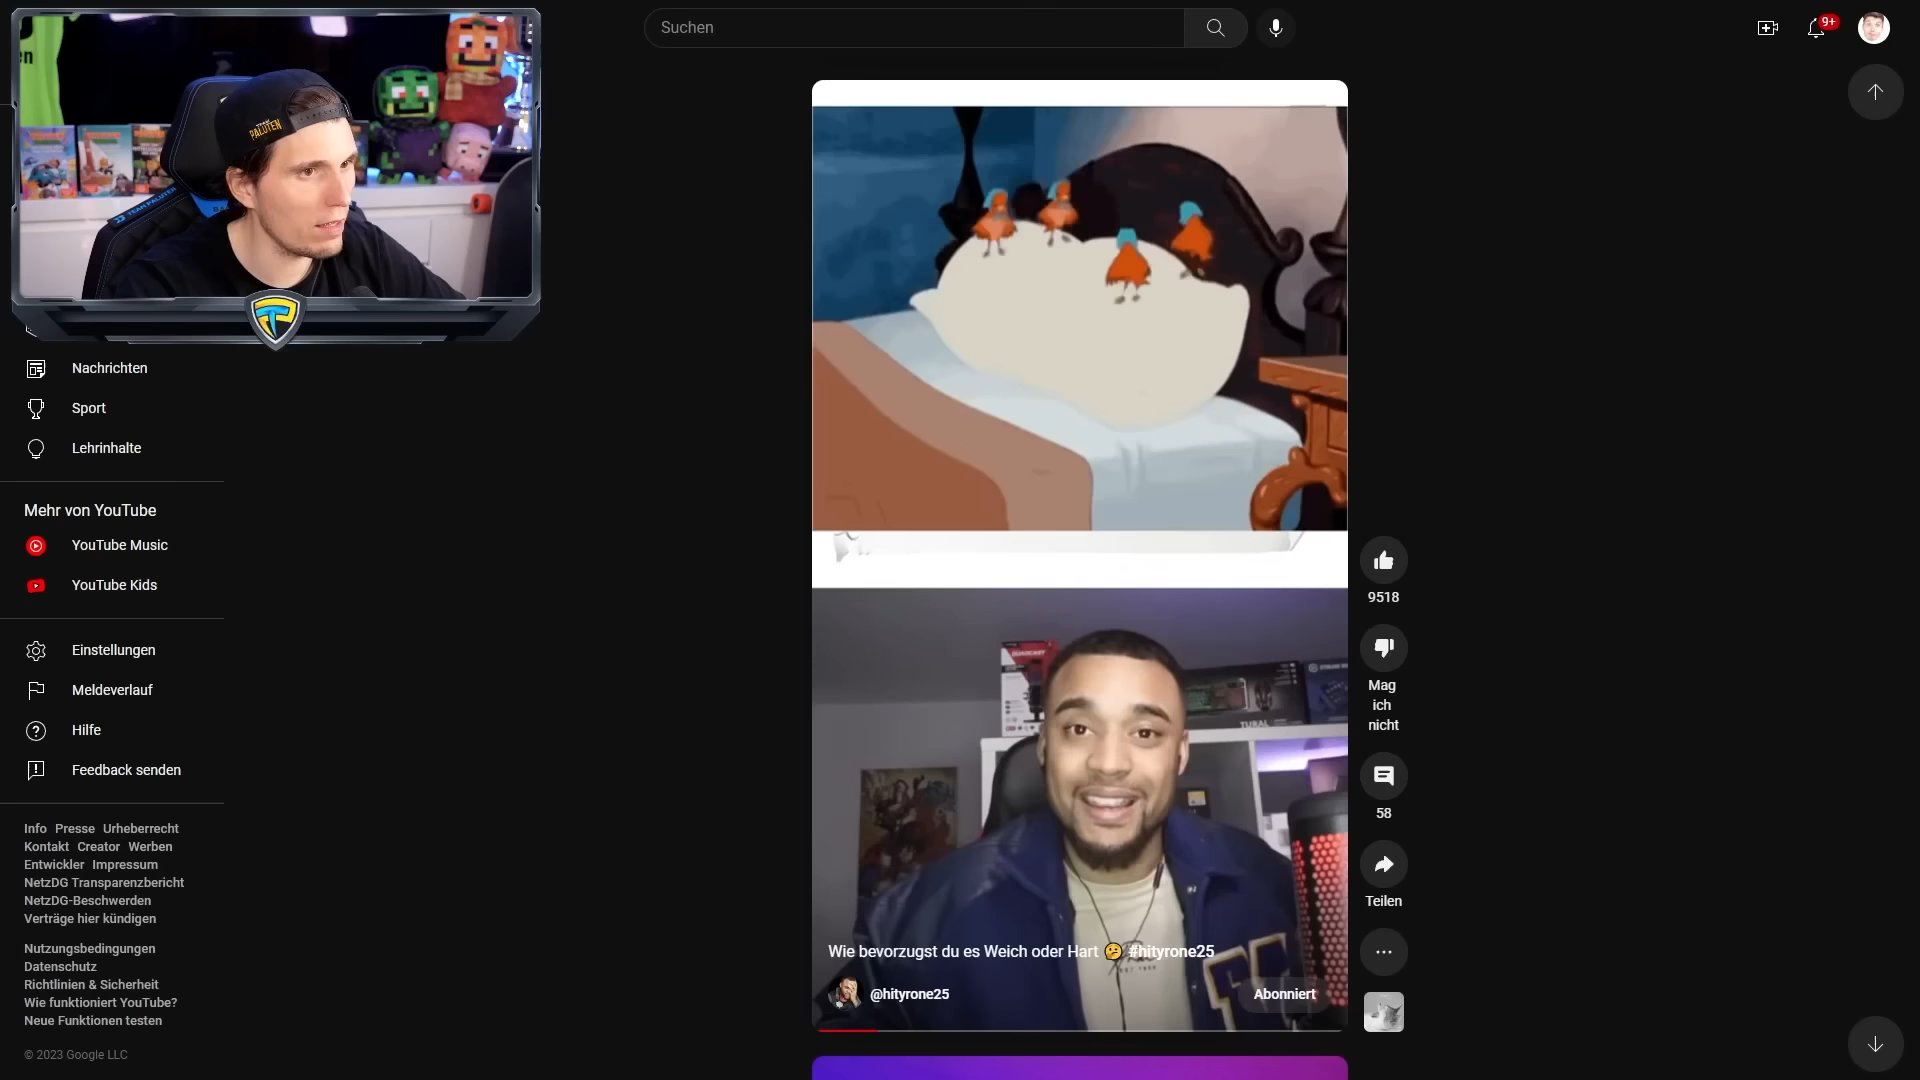 Suchen
9+
PALUTEN
TEAM PALUTEN
Nachrichten
Sport
Lehrinhalte
Mehr von YouTube
YouTube Music
YouTube Kids
Einstellungen
Meldeverlauf
Hilfe
Feedback senden
Info Presse Urheberrecht
Kontakt Creator Werben
Entwickler Impressum
NetzDG Transparenzbericht
NetzDG-Beschwerden
Verträge hier kündigen
Nutzungsbedingungen
Datenschutz
Richtlinien & Sicherheit
Wie funktioniert YouTube?
Neue Funktionen testen
© 2023 Google LLC
Wie bevorzugst du es Weich oder Hart 🤔 #hityrone25
@hityrone25
Abonniert
9518
Mag
ich
nicht
58
Teilen